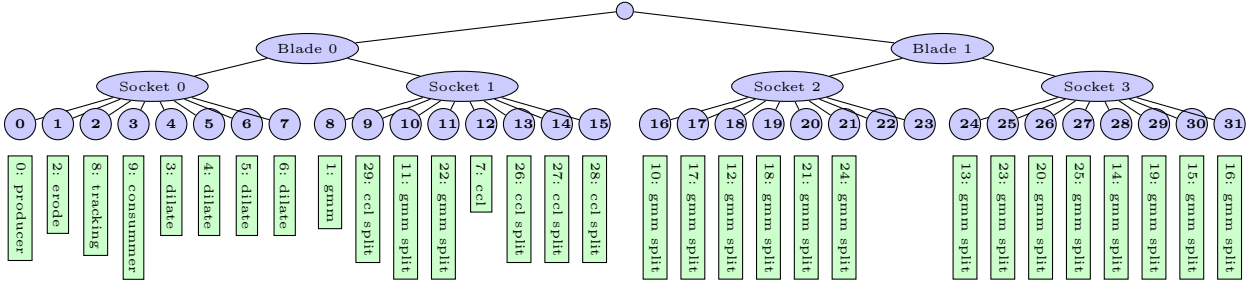 Blade 0
Blade 1
Socket 0
Socket 1
Socket 2
Socket 3
0 1 2 3 4 5 6 7 8 9 10 11 12 13 14 15 16 17 18 19 20 21 22 23 24 25 26 27 28 29 30 31
0: producer
2: erode
8: tracking
9: consummer
3: dilate
4: dilate
5: dilate
6: dilate
1: gmm
29: ccl split
11: gmm split
22: gmm split
7: ccl
26: ccl split
27: ccl split
28: ccl split
10: gmm split
17: gmm split
12: gmm split
18: gmm split
21: gmm split
24: gmm split
13: gmm split
23: gmm split
20: gmm split
25: gmm split
14: gmm split
19: gmm split
15: gmm split
16: gmm split